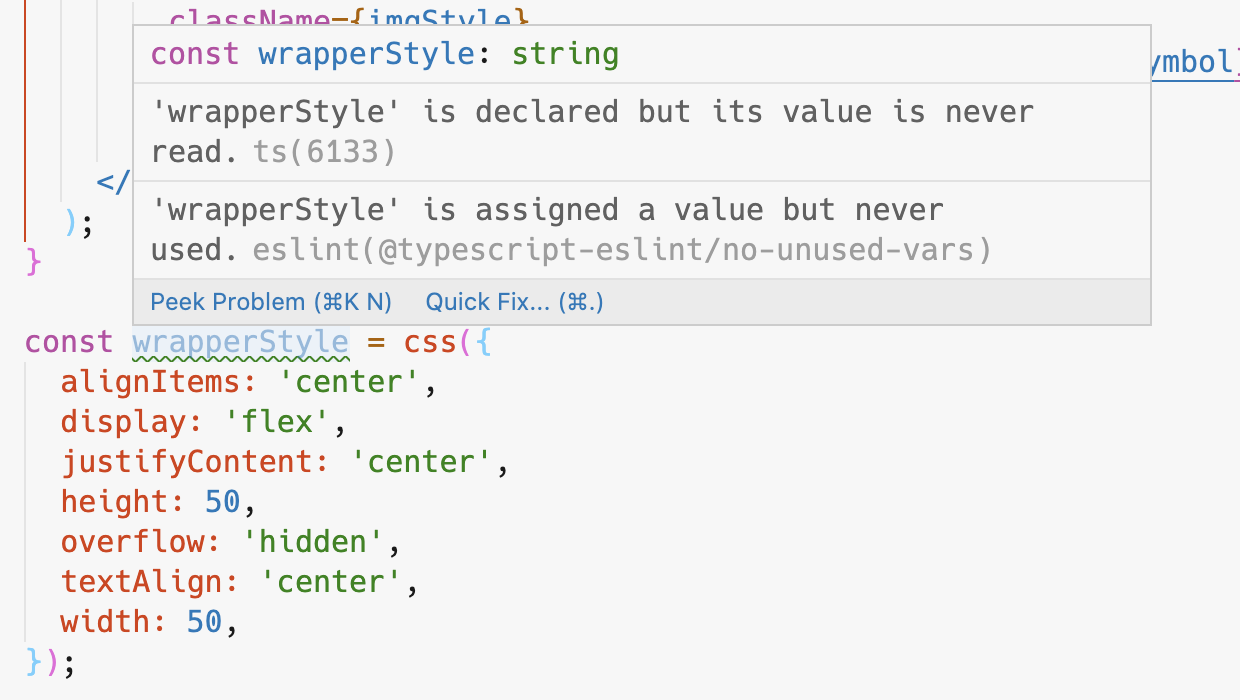 className={imgStyle}
const wrapperStyle: string
ymbol]
'wrapperStyle' is declared but its value is never
read. ts(6133)
</
'wrapperStyle' is assigned a value but never
used. eslint(@typescript-eslint/no-unused-vars)
);
}
Peek Problem (⌘K N) Quick Fix... (⌘.)
const wrapperStyle = css({
alignItems: 'center',
display: 'flex',
justifyContent: 'center',
height: 50,
overflow: 'hidden',
textAlign: 'center',
width: 50,
});